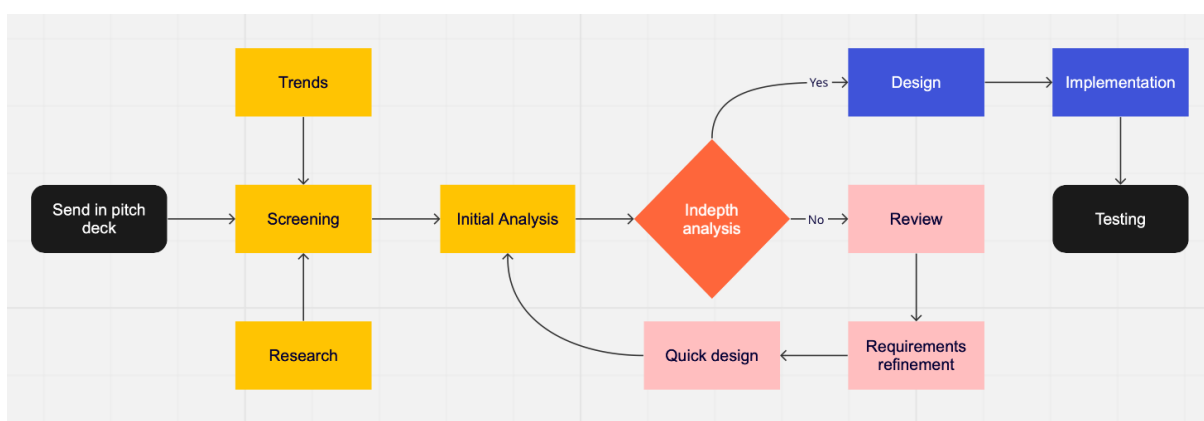 Trends
Yes
Design
Implementation
Send in pitch
deck
Screening
Initial Analysis
Indepth
analysis
No
Review
Testing
Research
Quick design
Requirements
refinement